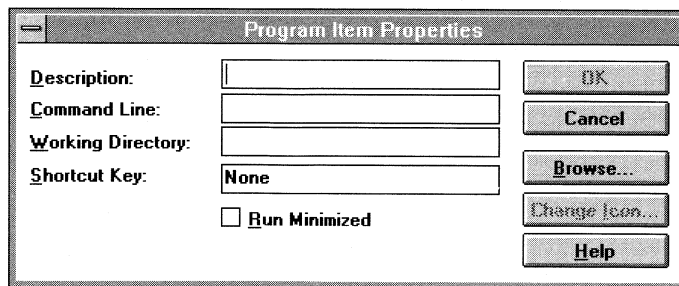 Program Item Properties
Description:
Command Line:
Working Directory:
Shortcut Key: None
Run Minimized
OK
Cancel
Browse...
Change Icon...
Help